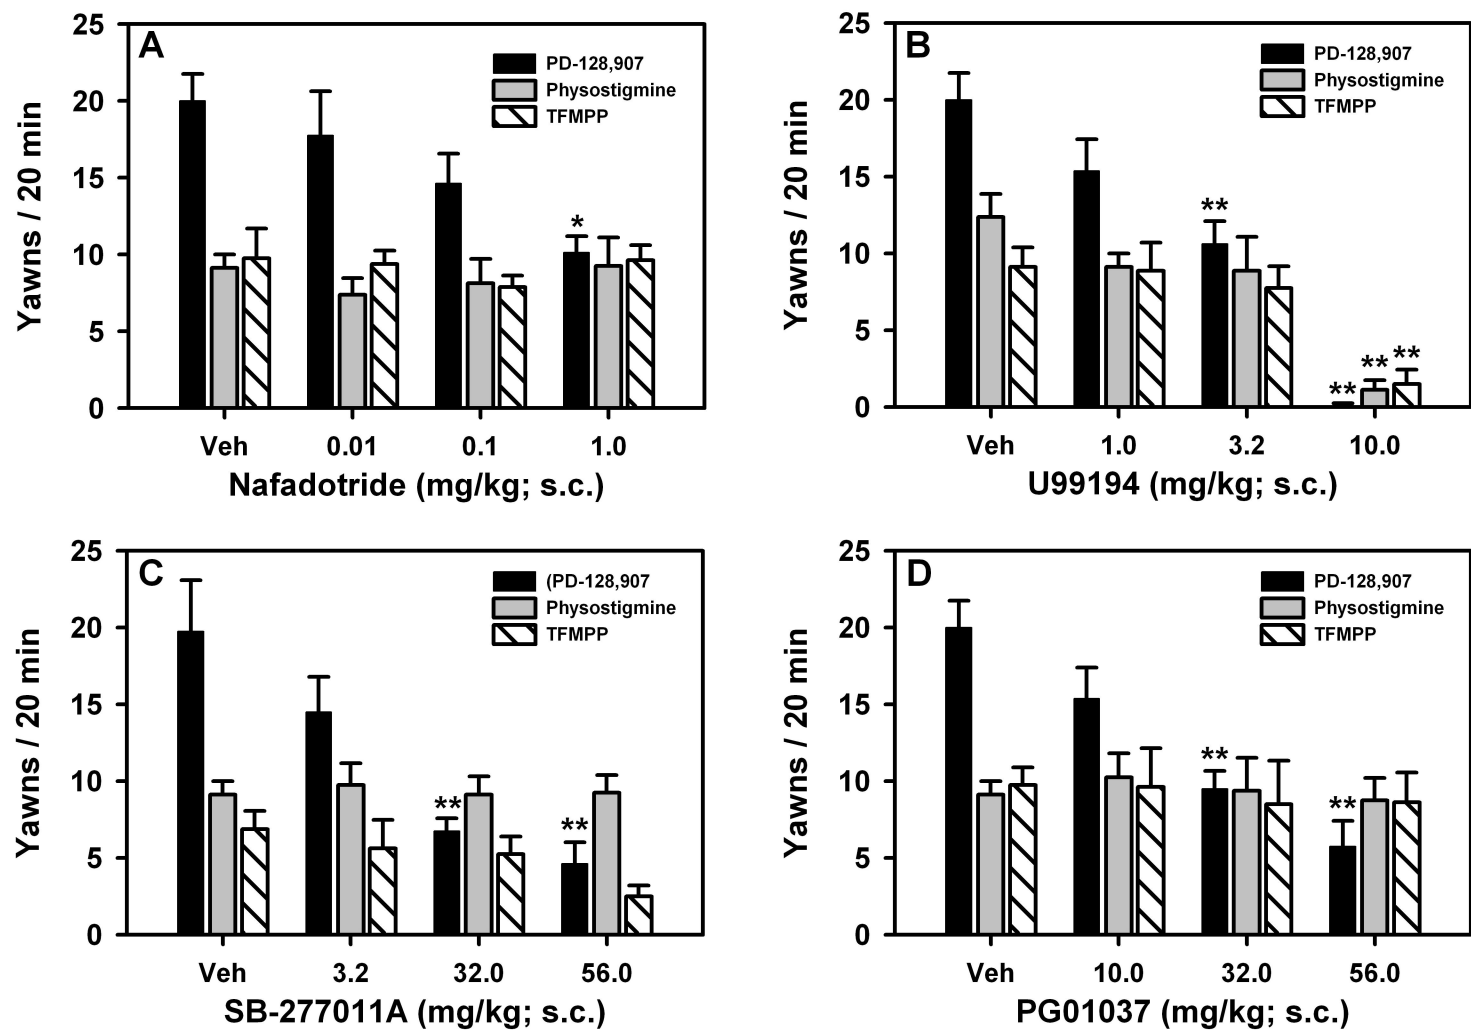 A
PD-128,907
Physostigmine
TFMPP
Yawns / 20 min
25
20
15
10
5
0
*
Veh 0.01 0.1 1.0
Nafadotride (mg/kg; s.c.)
B
PD-128,907
Physostigmine
TFMPP
Yawns / 20 min
25
20
15
10
5
0
**
** ** **
Veh 1.0 3.2 10.0
U99194 (mg/kg; s.c.)
C
(PD-128,907
Physostigmine
TFMPP
Yawns / 20 min
25
20
15
10
5
0
** **
Veh 3.2 32.0 56.0
SB-277011A (mg/kg; s.c.)
D
PD-128,907
Physostigmine
TFMPP
Yawns / 20 min
25
20
15
10
5
0
** **
Veh 10.0 32.0 56.0
PG01037 (mg/kg; s.c.)